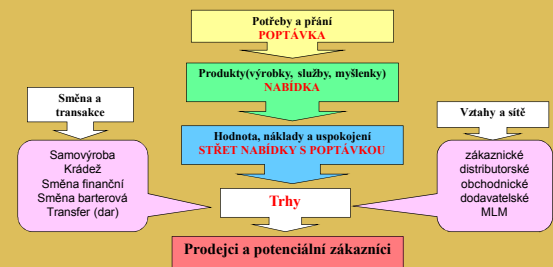 Potřeby a přání
POPTÁVKA
Produkty(výrobky, služby, myšlenky)
NABÍDKA
Směna a
transakce
Hodnota, náklady a uspokojení
STŘET NABÍDKY S POPTÁVKOU
Vztahy a sítě
Samovýroba
Krádež
Směna finanční
Směna barterová
Transfer (dar)
Trhy
zákaznické
distributorské
obchodnické
dodavatelské
MLM
Prodejci a potenciální zákazníci